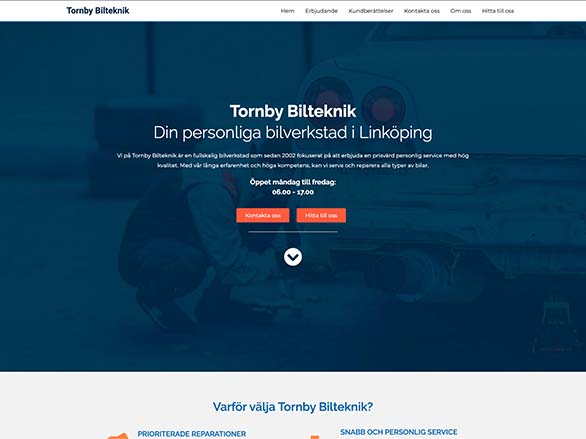 Tornby Bilteknik
Hem Erbjudande Kundberättelser Kontakta oss Om oss Hitta till oss
Tornby Bilteknik
Din personliga bilverkstad i Linköping
Vi på Tornby Bilteknik är en fullskalig bilverkstad som sedan 2002 fokuserat på att erbjuda en prisvärd personlig service med hög
kvalitet. Med vår långa erfarenhet och höga kompetens, kan vi serva och reparera alla typer av bilar.
Öppet måndag till fredag:
06.00 - 17.00
Kontakta oss Hitta till oss
Varför välja Tornby Bilteknik?
PRIORITERADE REPARATIONER SNABB OCH PERSONLIG SERVICE